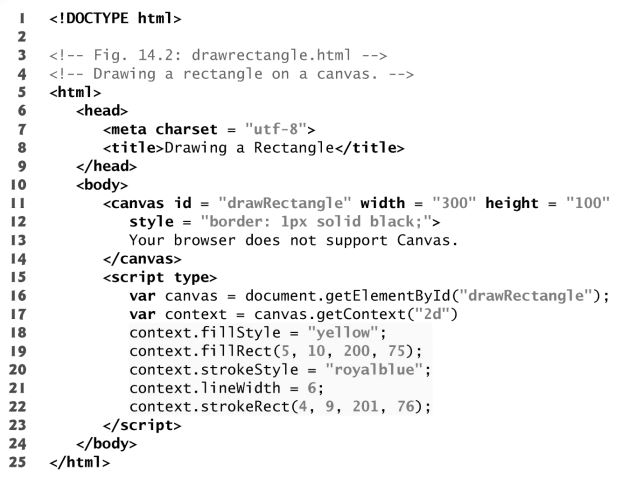 1 <!DOCTYPE html>
2
3 <!-- Fig. 14.2: drawrectangle.html -->
4 <!-- Drawing a rectangle on a canvas. -->
5 <html>
6 <head>
7 <meta charset = "utf-8">
8 <title>Drawing a Rectangle</title>
9 </head>
10 <body>
11 <canvas id = "drawRectangle" width = "300" height = "100"
12 style = "border: 1px solid black;">
13 Your browser does not support Canvas.
14 </canvas>
15 <script type>
16 var canvas = document.getElementById("drawRectangle");
17 var context = canvas.getContext("2d")
18 context.fillStyle = "yellow";
19 context.fillRect(5, 10, 200, 75);
20 context.strokeStyle = "royalblue";
21 context.lineWidth = 6;
22 context.strokeRect(4, 9, 201, 76);
23 </script>
24 </body>
25 </html>